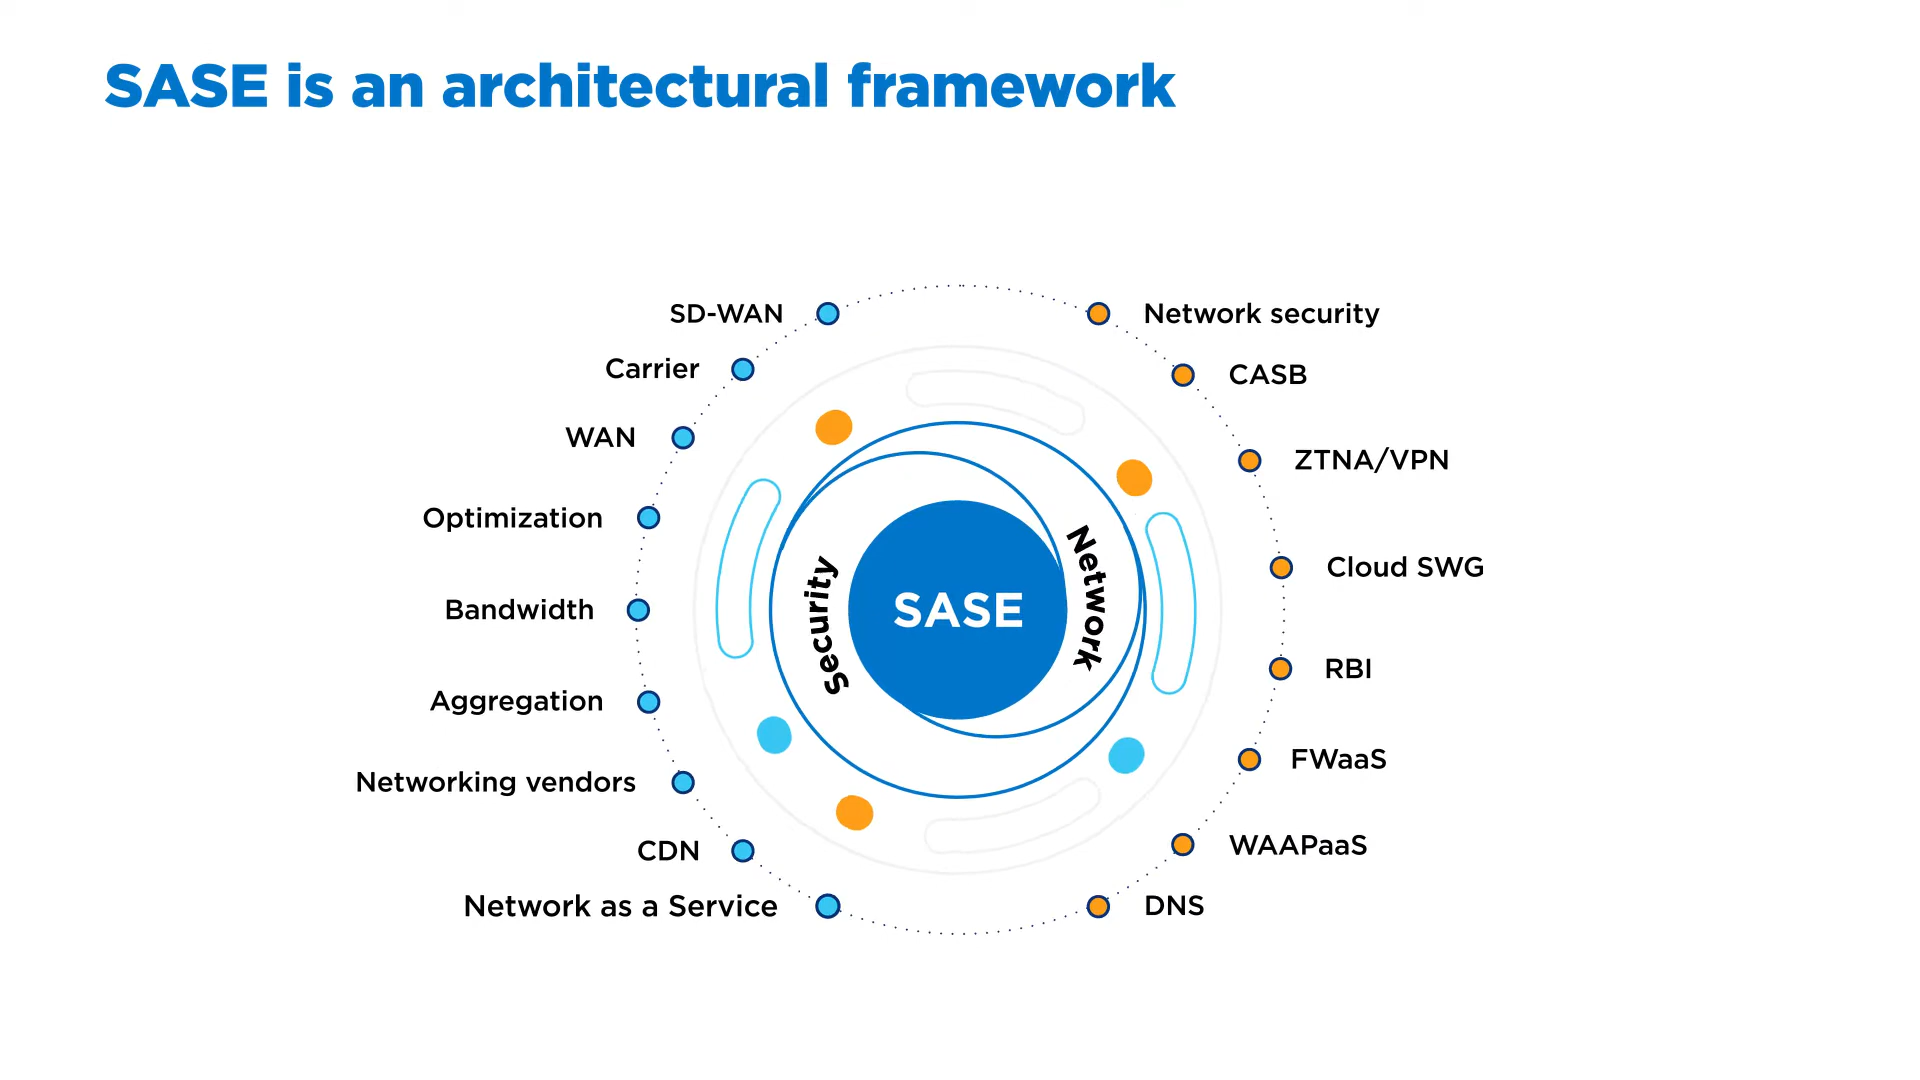 SASE is an architectural framework
SD-WAN
Carrier
WAN
Optimization
Bandwidth
Aggregation
Networking vendors
CDN
Network as a Service
Security
SASE
Network
Network security
CASB
ZTNA/VPN
Cloud SWG
RBI
FWaaS
WAAPaaS
DNS